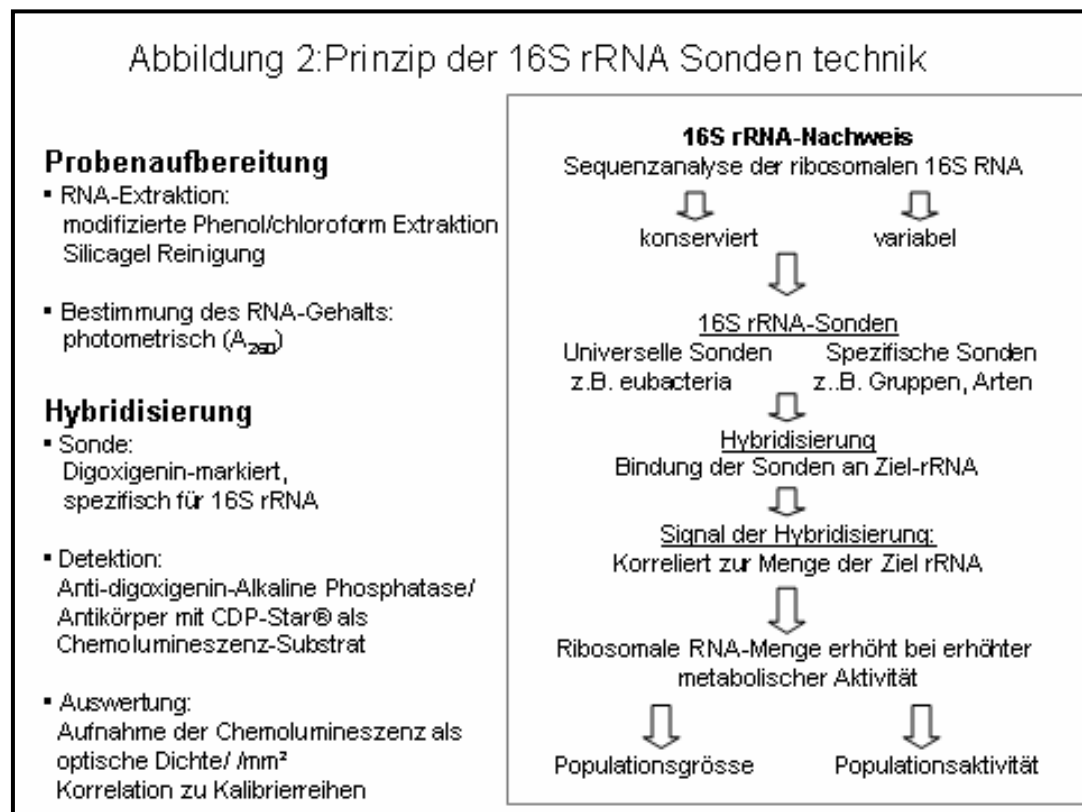 Abbildung 2:Prinzip der 16S rRNA Sonden technik
Probenaufbereitung
▪ RNA-Extraktion:
modifizierte Phenol/chloroform Extraktion
Silicagel Reinigung
▪ Bestimmung des RNA-Gehalts:
photometrisch (A260)
Hybridisierung
▪ Sonde:
Digoxigenin-markiert,
spezifisch für 16S rRNA
▪ Detektion:
Anti-digoxigenin-Alkaline Phosphatase/
Antikörper mit CDP-Star® als
Chemolumineszenz-Substrat
▪ Auswertung:
Aufnahme der Chemolumineszenz als
optische Dichte/ /mm²
Korrelation zu Kalibrierreihen
16S rRNA-Nachweis
Sequenzanalyse der ribosomalen 16S RNA
konserviert variabel
16S rRNA-Sonden
Universelle Sonden Spezifische Sonden
z.B. eubacteria z..B. Gruppen, Arten
Hybridisierung
Bindung der Sonden an Ziel-rRNA
Signal der Hybridisierung:
Korreliert zur Menge der Ziel rRNA
Ribosomale RNA-Menge erhöht bei erhöhter
metabolischer Aktivität
Populationsgrösse Populationsaktivität